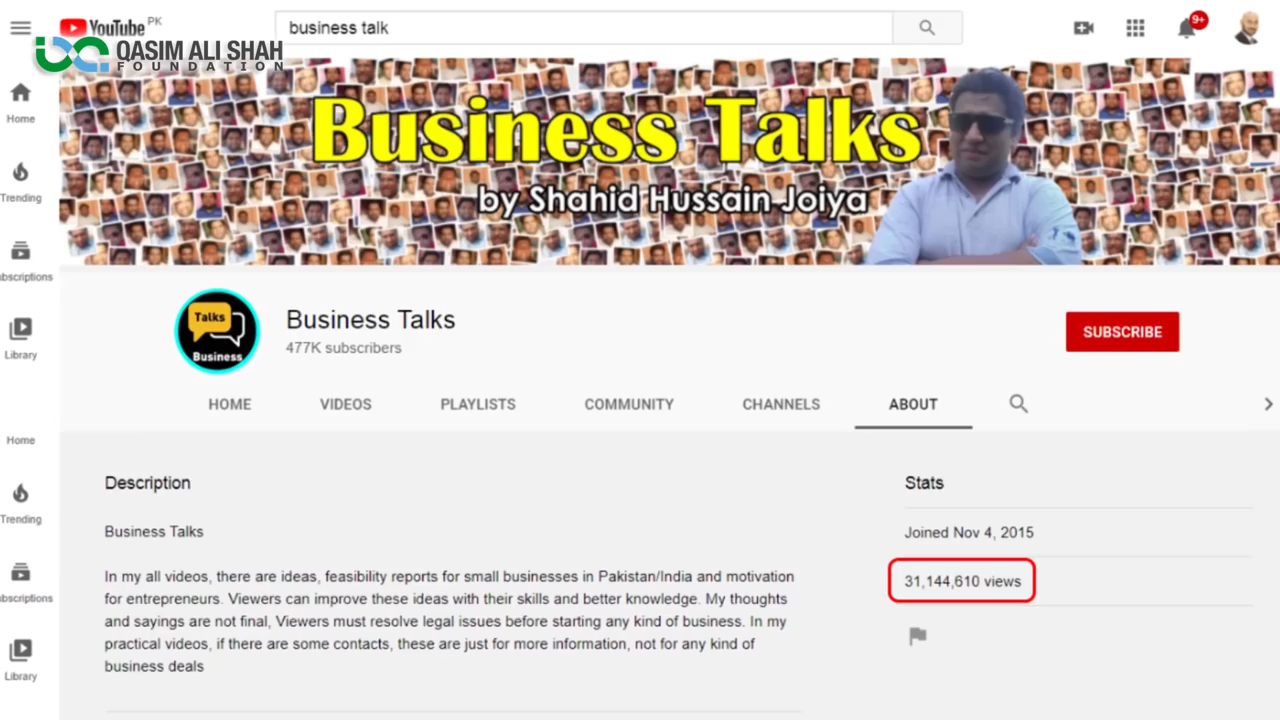 YouTube PK
business talk
9+
QASIM ALI SHAH
FOUNDATION
Home
Trending
bscriptions
Library
Home
Trending
bscriptions
Library
Business Talks
by Shahid Hussain Joiya
Talks
Business
Business Talks
477K subscribers
SUBSCRIBE
HOME VIDEOS PLAYLISTS COMMUNITY CHANNELS ABOUT
Description
Business Talks
In my all videos, there are ideas, feasibility reports for small businesses in Pakistan/India and motivation
for entrepreneurs. Viewers can improve these ideas with their skills and better knowledge. My thoughts
and sayings are not final, Viewers must resolve legal issues before starting any kind of business. In my
practical videos, if there are some contacts, these are just for more information, not for any kind of
business deals
Stats
Joined Nov 4, 2015
31,144,610 views